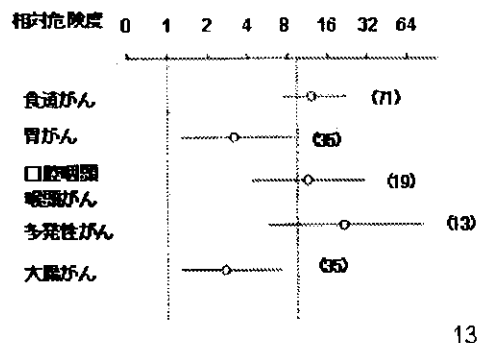 相対危険度 0 1 2 4 8 16 32 64
食道がん (71)
胃がん (35)
口腔咽頭
喉頭がん (19)
多発性がん (13)
大腸がん (35)
13